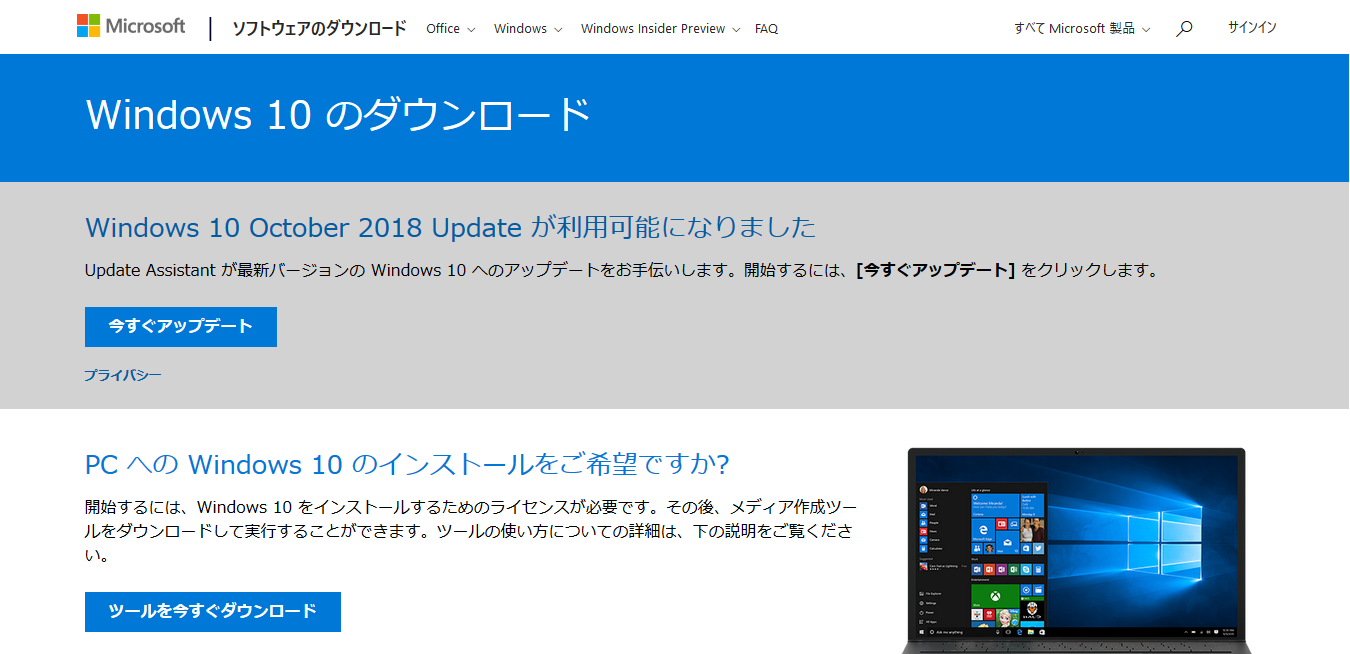 Microsoft
ソフトウェアのダウンロード
Office
Windows
Windows Insider Preview
FAQ
すべて Microsoft 製品
サインイン
Windows 10 のダウンロード
Windows 10 October 2018 Update が利用可能になりました
Update Assistant が最新バージョンの Windows 10 へのアップデートをお手伝いします。開始するには、[今すぐアップデート] をクリックします。
今すぐアップデート
プライバシー
PC への Windows 10 のインストールをご希望ですか?
開始するには、Windows 10 をインストールするためのライセンスが必要です。その後、メディア作成ツー
ルをダウンロードして実行することができます。ツールの使い方についての詳細は、下の説明をご覧くださ
い。
ツールを今すぐダウンロード